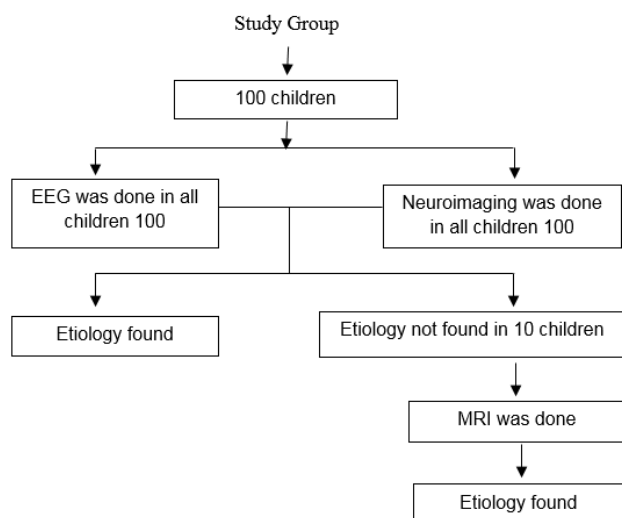 Study Group
100 children
EEG was done in all
children 100
Neuroimaging was done
in all children 100
Etiology found
Etiology not found in 10 children
MRI was done
Etiology found